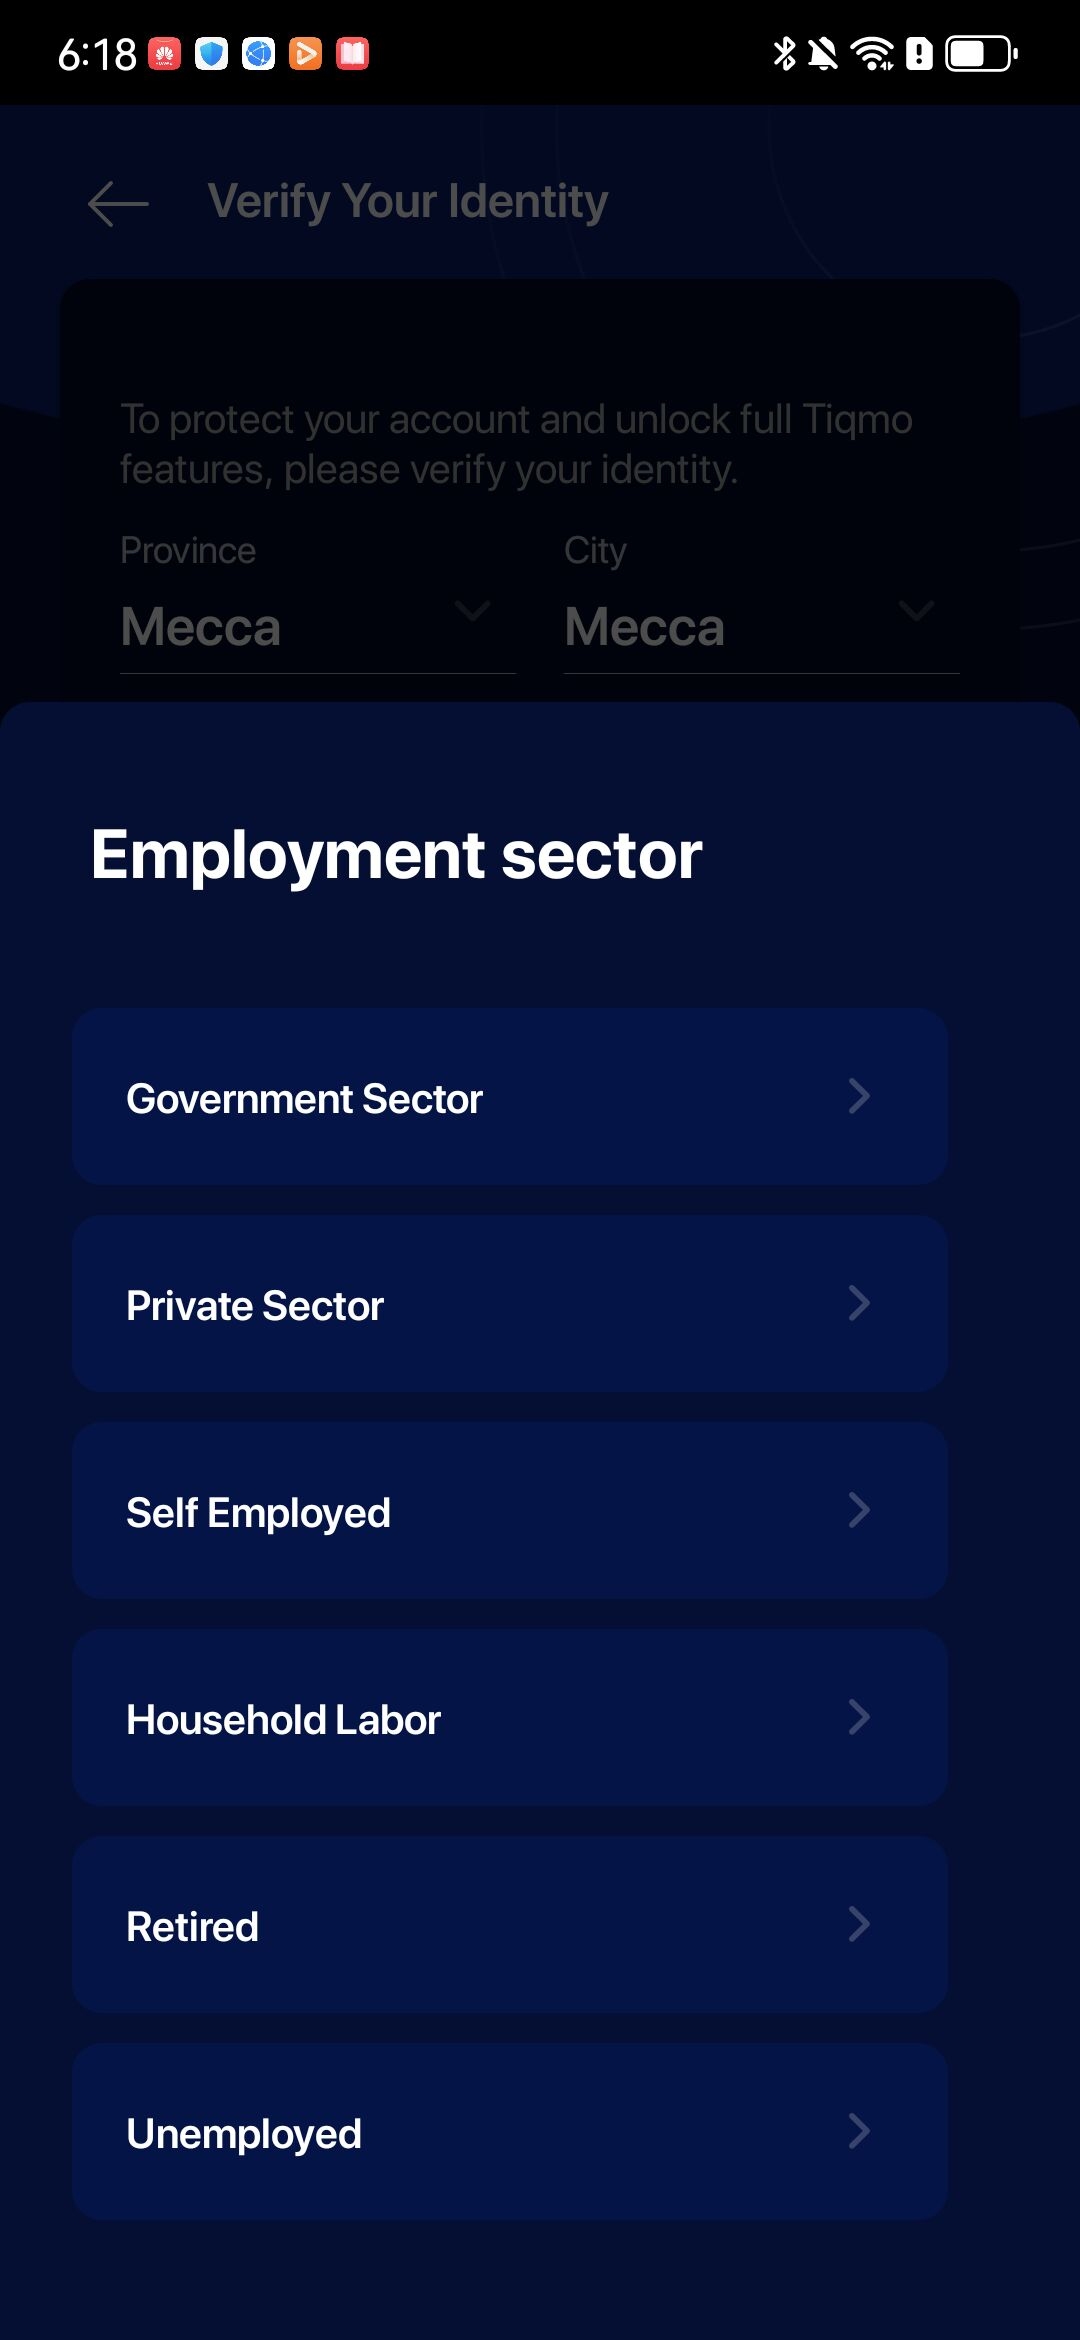 6:18
Verify Your Identity
To protect your account and unlock full Tiqmo
features, please verify your identity.
Province City
Mecca Mecca
Employment sector
Government Sector
Private Sector
Self Employed
Household Labor
Retired
Unemployed